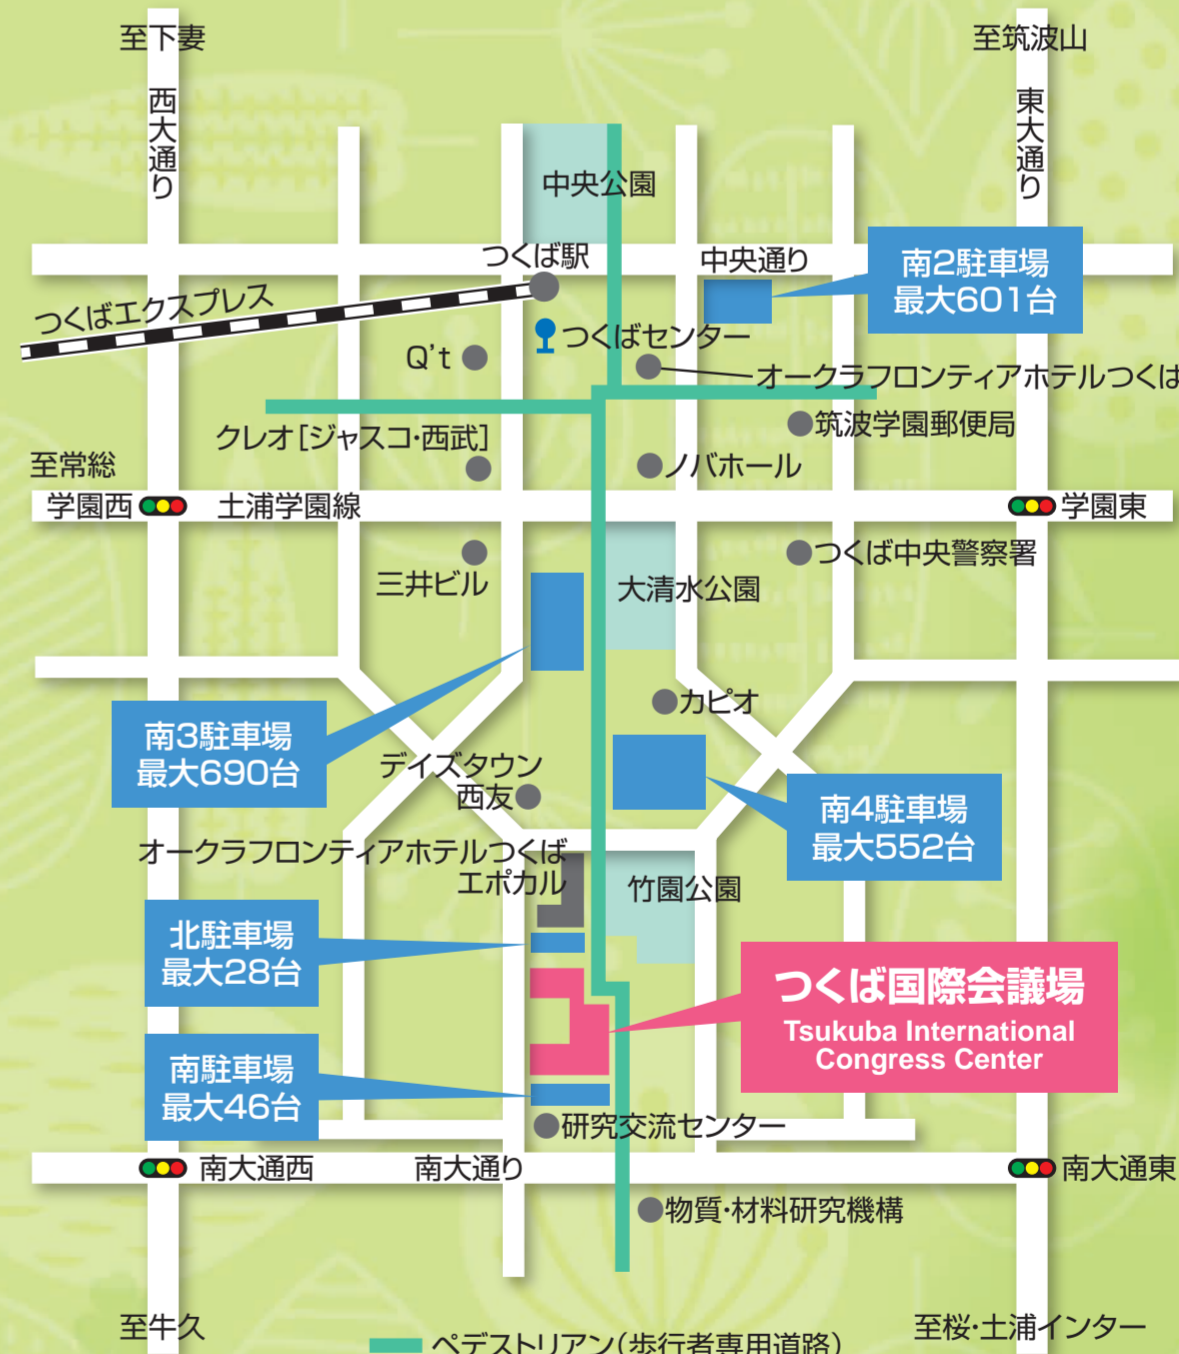 至下妻
至筑波山
西大通り
東大通り
中央公園
つくば駅
中央通り
南2駐車場
最大601台
つくばエクスプレス
つくばセンター
Q't
オークラフロンティアホテルつくば
筑波学園郵便局
クレオ[ジャスコ・西武]
ノバホール
至常総
学園西
土浦学園線
学園東
三井ビル
つくば中央警察署
大清水公園
カピオ
南3駐車場
最大690台
デイズタウン
西友
南4駐車場
最大552台
オークラフロンティアホテルつくば
エポカル
竹園公園
北駐車場
最大28台
つくば国際会議場
Tsukuba International
Congress Center
南駐車場
最大46台
研究交流センター
南大通西
南大通り
南大通東
物質・材料研究機構
至牛久
至桜・土浦インター
ペデストリアン(歩行者専用道路)